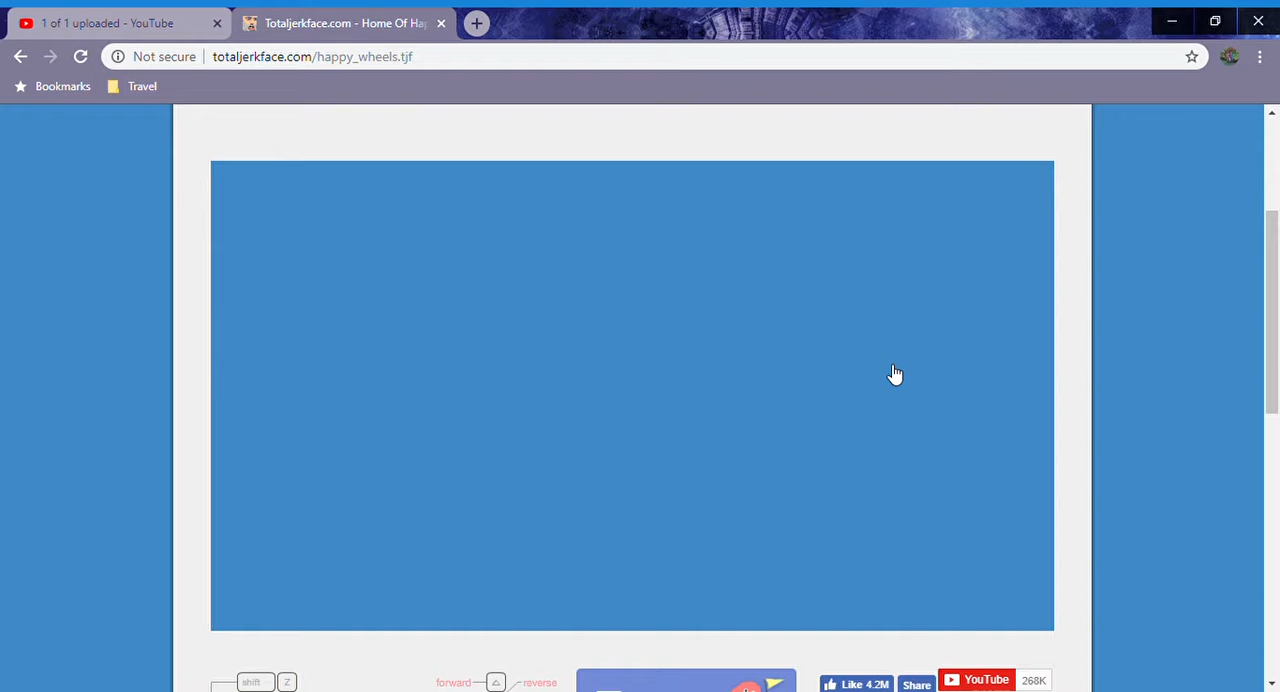 1 of 1 uploaded - YouTube
Totaljerkface.com - Home Of Hap
Not secure
totaljerkface.com/happy_wheels.tjf
Bookmarks
Travel
shift
Z
forward
reverse
Like 4.2M
Share
YouTube
268K